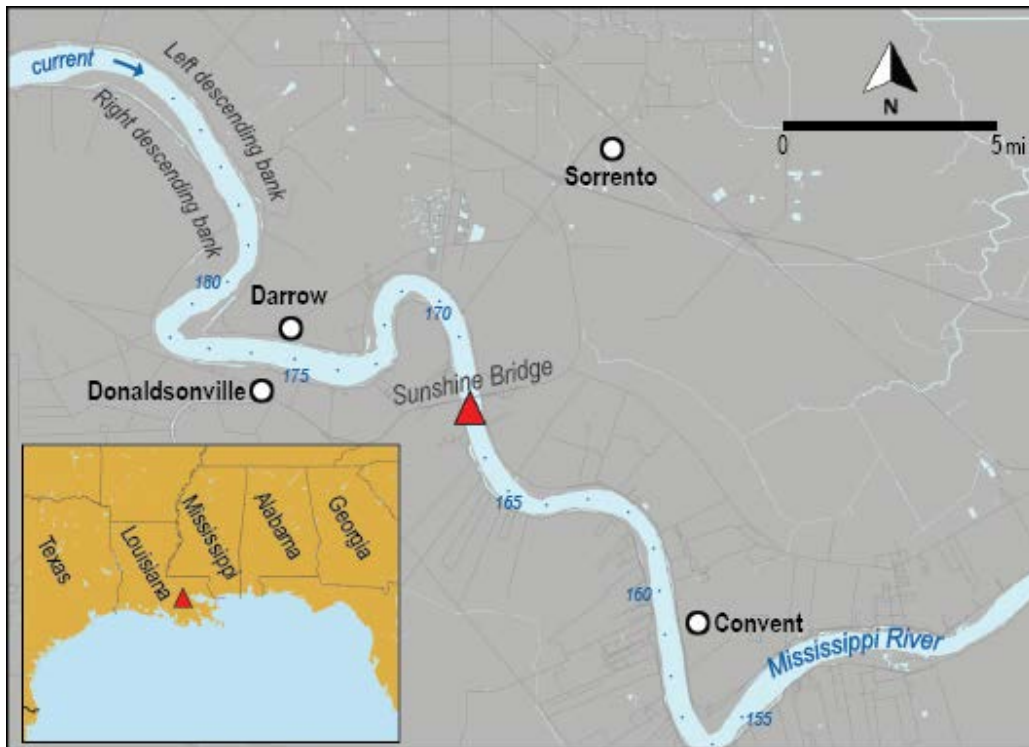 current
Left descending bank
Right descending bank
N
0
5 mi
Sorrento
180
Darrow
170
175
Donaldsonville
Sunshine Bridge
165
160
Convent
Mississippi River
155
Texas
Louisiana
Mississippi
Alabama
Georgia